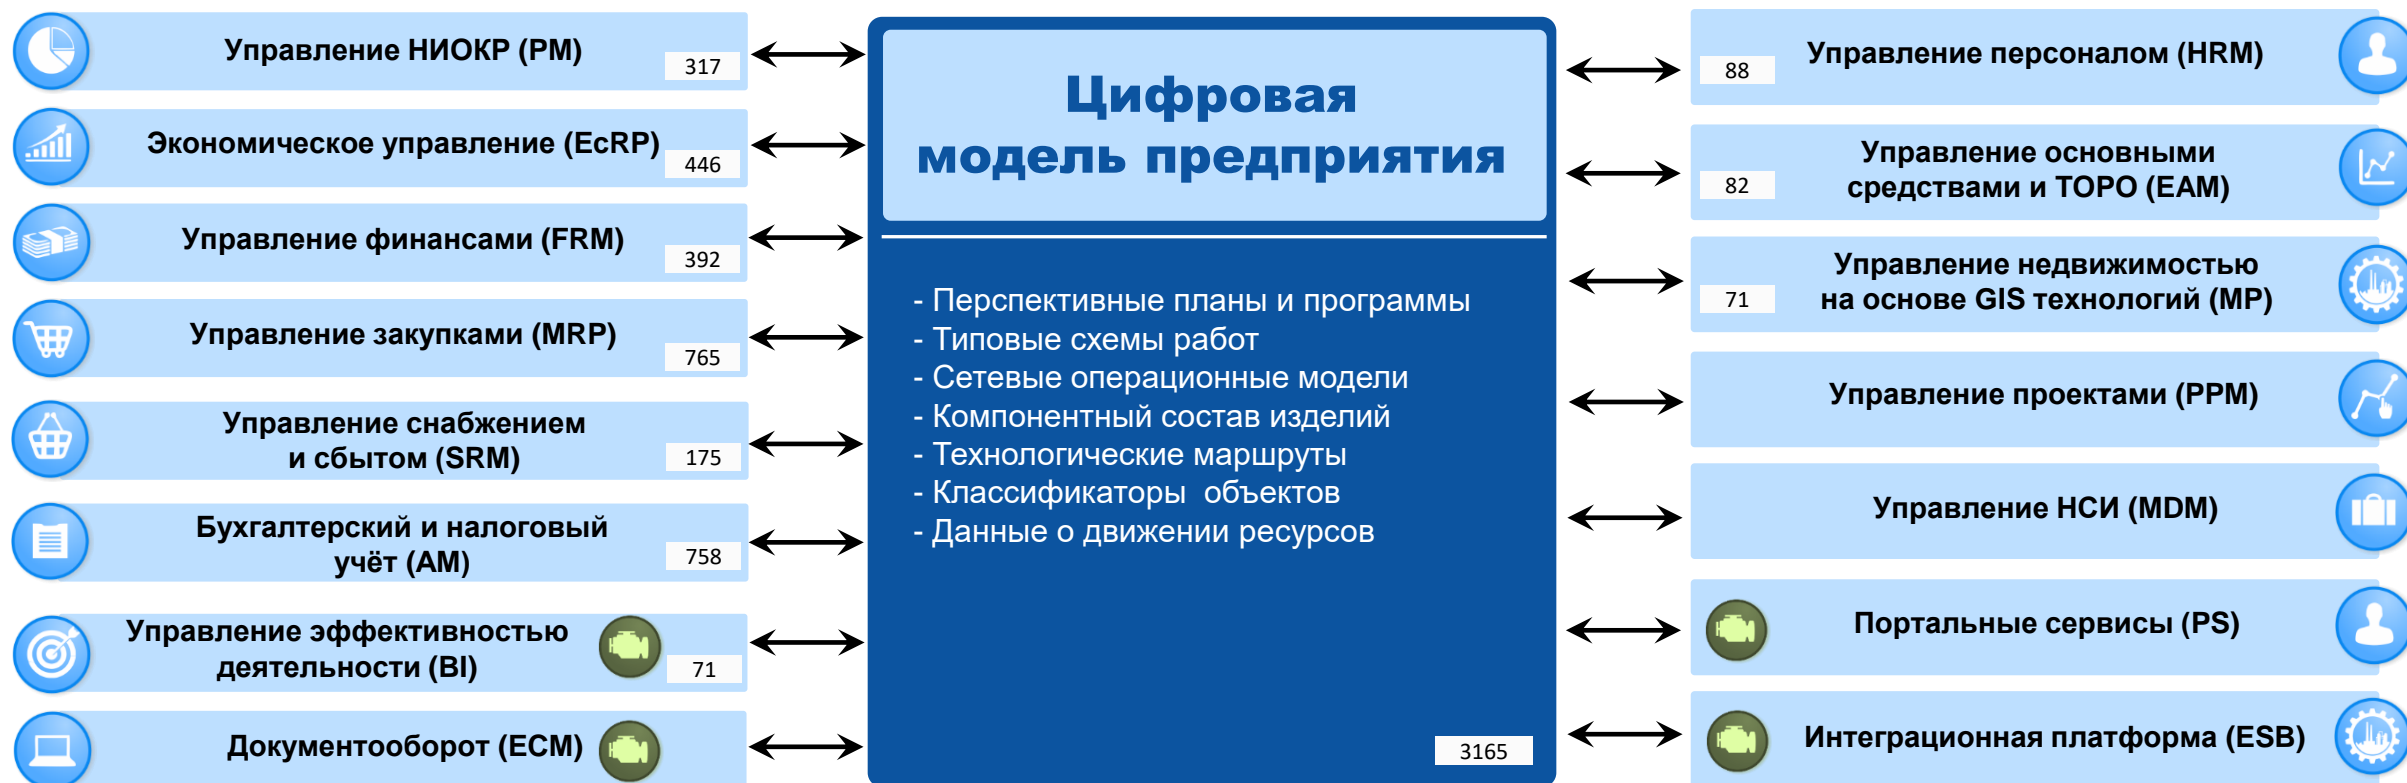 Управление НИОКР (PM)
317
Экономическое управление (EcRP)
446
Управление финансами (FRM)
392
Управление закупками (MRP)
765
Управление снабжением
и сбытом (SRM)
175
Бухгалтерский и налоговый
учёт (AM)
758
Управление эффективностью
деятельности (BI)
71
Документооборот (ECM)
Цифровая
модель предприятия
- Перспективные планы и программы
- Типовые схемы работ
- Сетевые операционные модели
- Компонентный состав изделий
- Технологические маршруты
- Классификаторы объектов
- Данные о движении ресурсов
3165
Управление персоналом (HRM)
88
Управление основными
средствами и ТОРО (EAM)
82
Управление недвижимостью
на основе GIS технологий (MP)
71
Управление проектами (PPM)
Управление НСИ (MDM)
Портальные сервисы (PS)
Интеграционная платформа (ESB)